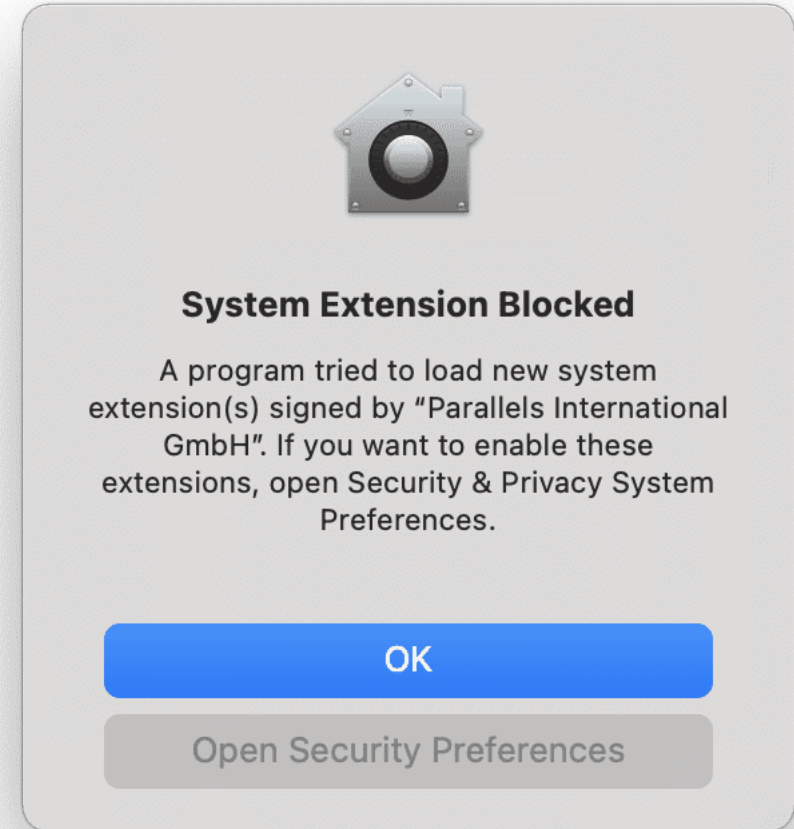 System Extension Blocked
A program tried to load new system
extension(s) signed by “Parallels International
GmbH”. If you want to enable these
extensions, open Security & Privacy System
Preferences.
OK
Open Security Preferences